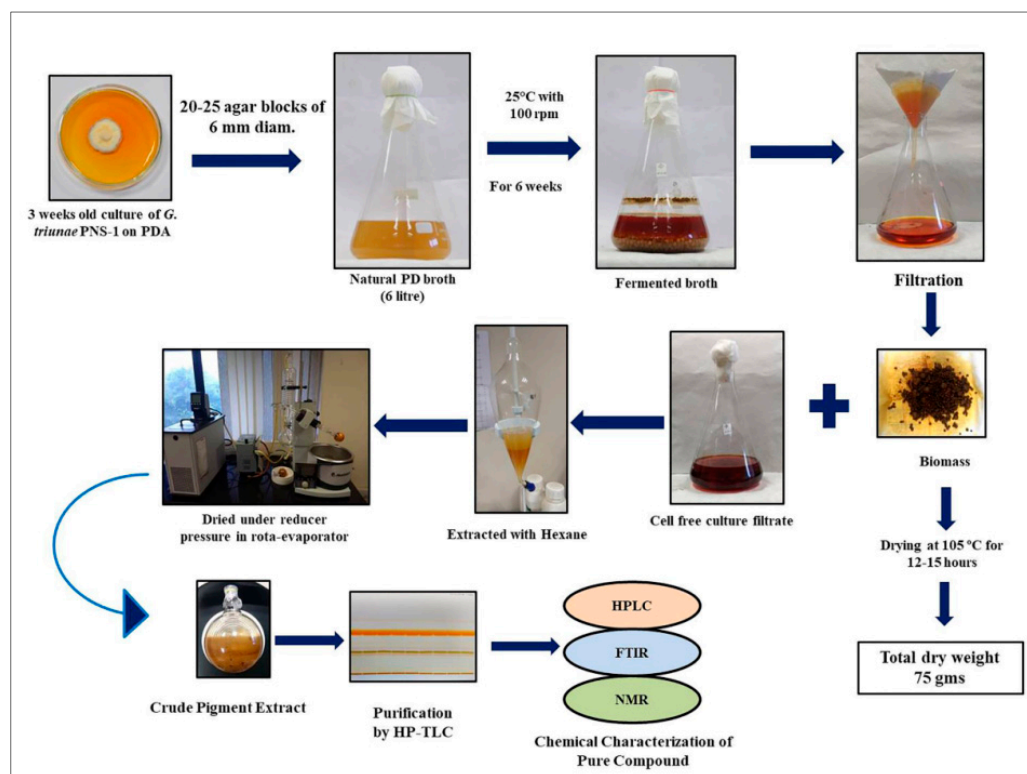 20-25 agar blocks of
6 mm diam.
25°C with
100 rpm
For 6 weeks
3 weeks old culture of G.
triunae PNS-1 on PDA
Natural PD broth
(6 litre)
Fermented broth
Filtration
Biomass
Cell free culture filtrate
Extracted with Hexane
Dried under reducer
pressure in rota-evaporator
Drying at 105 °C for
12-15 hours
Total dry weight
75 gms
Crude Pigment Extract
Purification
by HP-TLC
HPLC
FTIR
NMR
Chemical Characterization of
Pure Compound